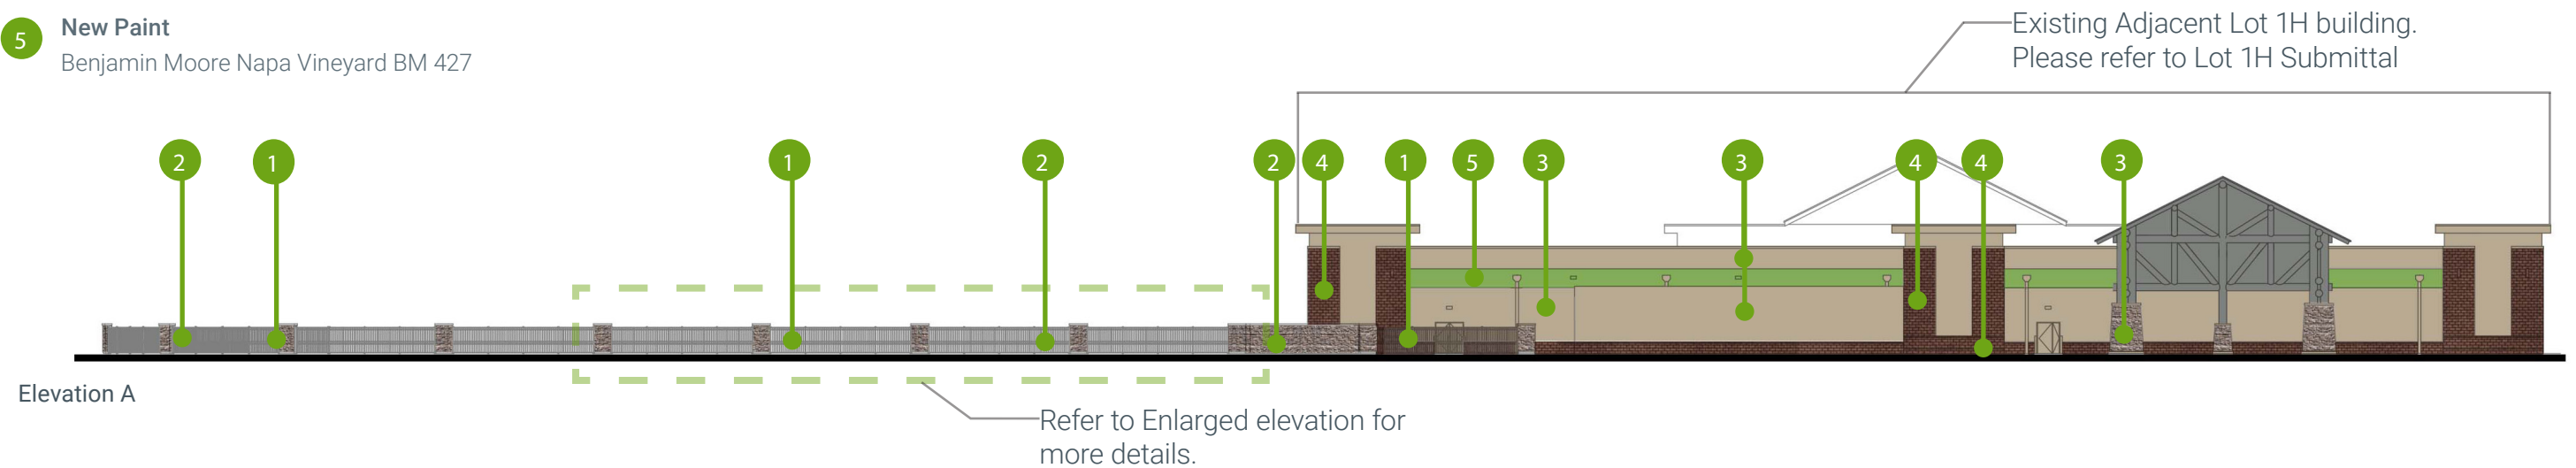 5 New Paint
Benjamin Moore Napa Vineyard BM 427
Existing Adjacent Lot 1H building.
Please refer to Lot 1H Submittal
2 1 1 2 2 4 1 5 3 3 4 4 3
Elevation A
Refer to Enlarged elevation for
more details.